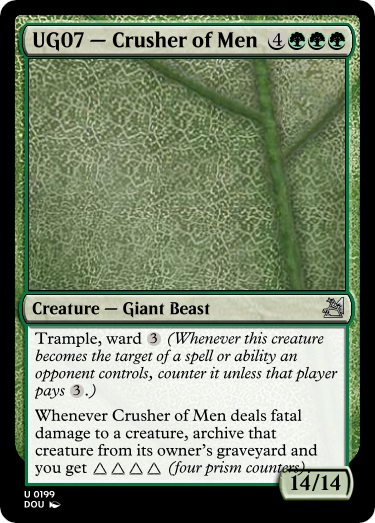 UG07 — Crusher of Men 4
Creature — Giant Beast
Trample, ward 3 (Whenever this creature
becomes the target of a spell or ability an
opponent controls, counter it unless that player
pays 3.)
Whenever Crusher of Men deals fatal
damage to a creature, archive that
creature from its owner's graveyard and
you get △△△△ (four prism counters).
14/14
U 0199
DOU